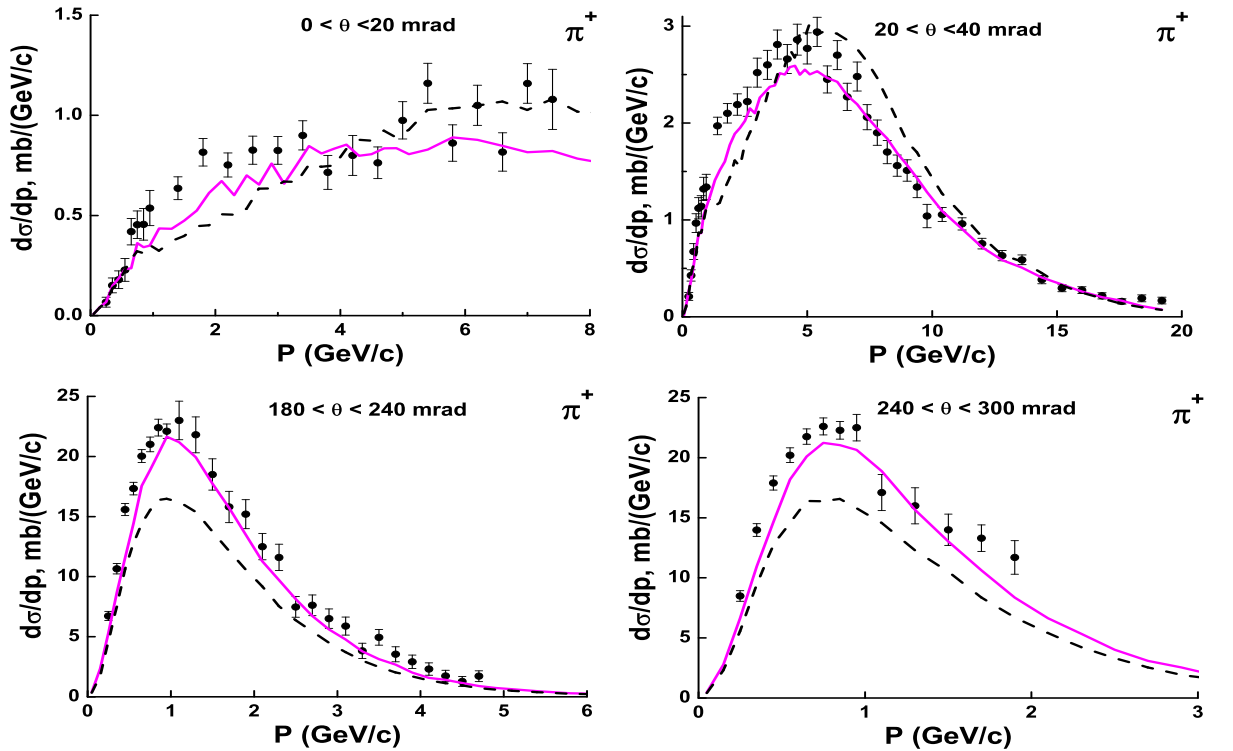 0 < θ <20 mrad
π+
dσ/dp, mb/(GeV/c)
1.5
1.0
0.5
0.0
0 2 4 6 8
P (GeV/c)
20 < θ <40 mrad
π+
dσ/dp, mb/(GeV/c)
3
2
1
0
0 5 10 15 20
P (GeV/c)
180 < θ < 240 mrad
π+
dσ/dp, mb/(GeV/c)
25
20
15
10
5
0
0 1 2 3 4 5 6
P (GeV/c)
240 < θ < 300 mrad
π+
dσ/dp, mb/(GeV/c)
25
20
15
10
5
0
0 1 2 3
P (GeV/c)